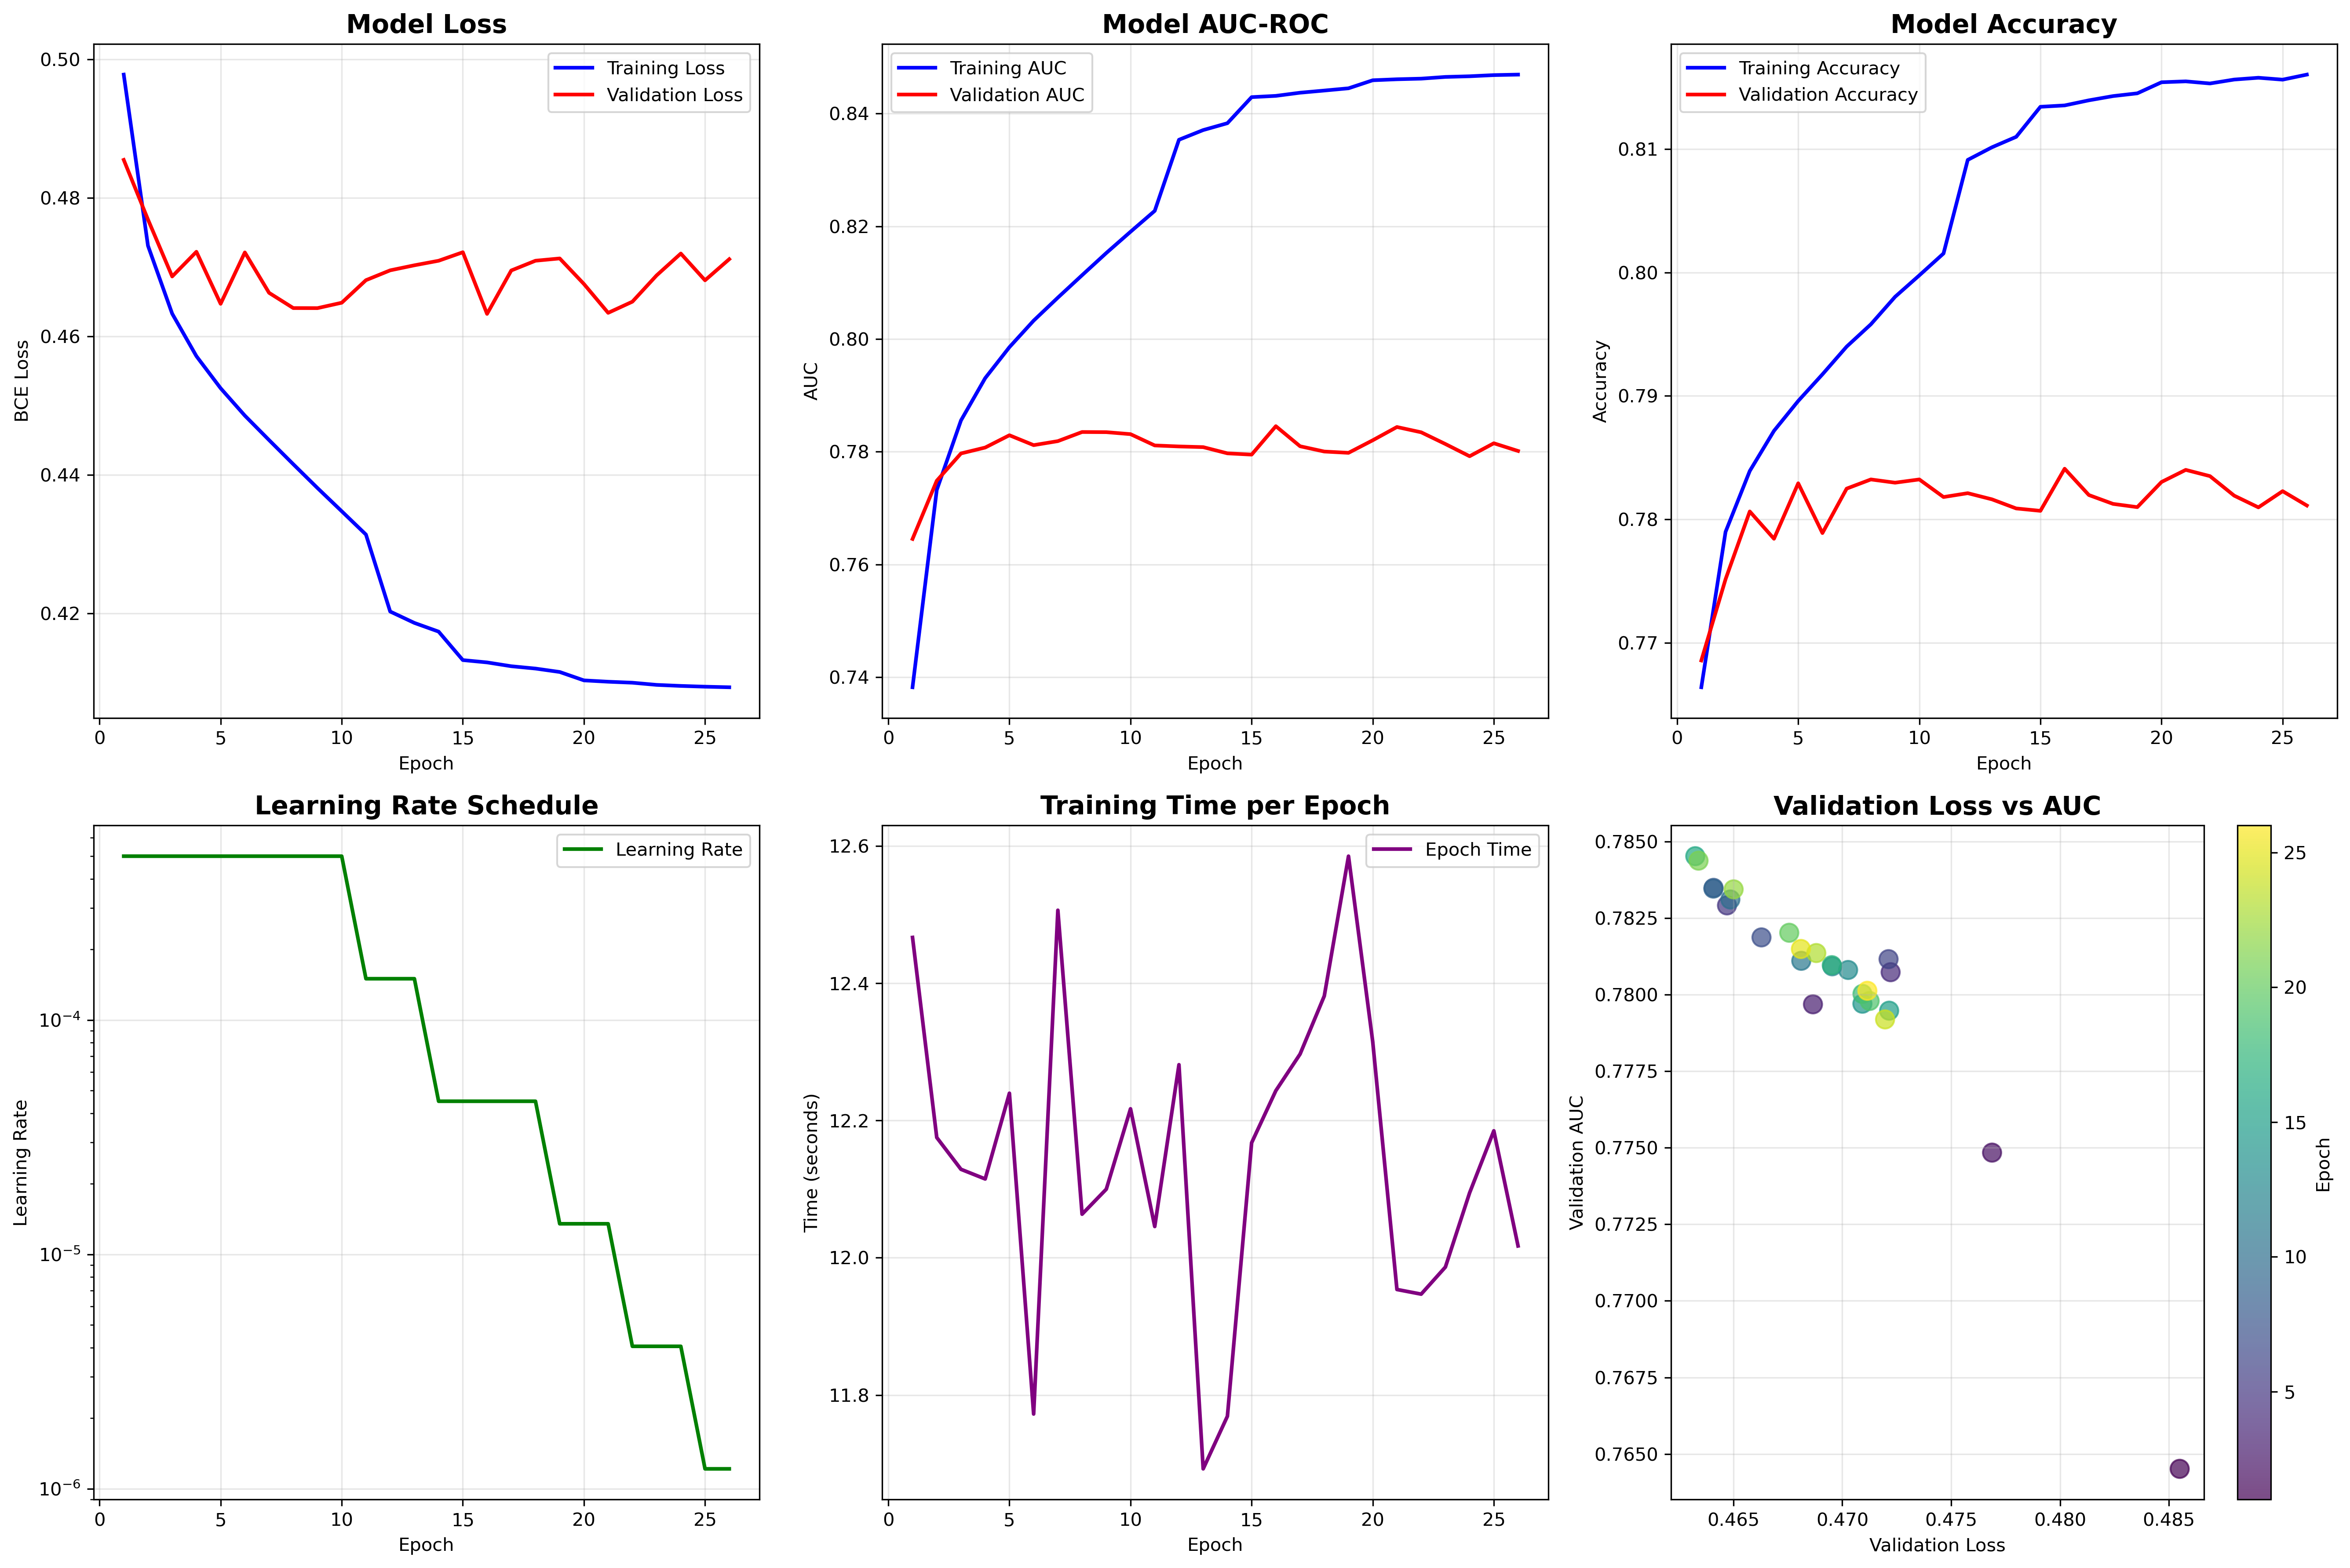 Model Loss
0.50
0.48
0.46
0.44
0.42
BCE Loss
Training Loss
Validation Loss
0 5 10 15 20 25
Epoch
Model AUC-ROC
0.84
0.82
0.80
0.78
0.76
0.74
AUC
Training AUC
Validation AUC
0 5 10 15 20 25
Epoch
Model Accuracy
0.81
0.80
0.79
0.78
0.77
Accuracy
Training Accuracy
Validation Accuracy
0 5 10 15 20 25
Epoch
Learning Rate Schedule
10⁻⁴
10⁻⁵
10⁻⁶
Learning Rate
Learning Rate
0 5 10 15 20 25
Epoch
Training Time per Epoch
12.6
12.4
12.2
12.0
11.8
Time (seconds)
Epoch Time
0 5 10 15 20 25
Epoch
Validation Loss vs AUC
0.7850
0.7825
0.7800
0.7775
0.7750
0.7725
0.7700
0.7675
0.7650
Validation AUC
0.465 0.470 0.475 0.480 0.485
Validation Loss
25
20
15
10
5
Epoch